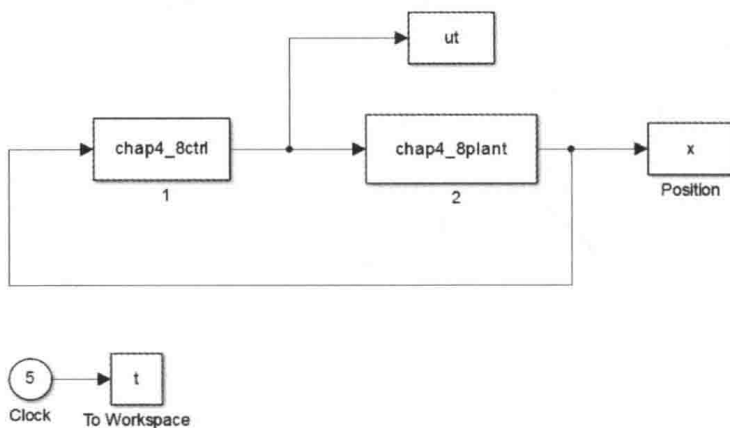 ut
chap4_8ctrl
chap4_8plant
x
1
2
Position
5
t
Clock
To Workspace